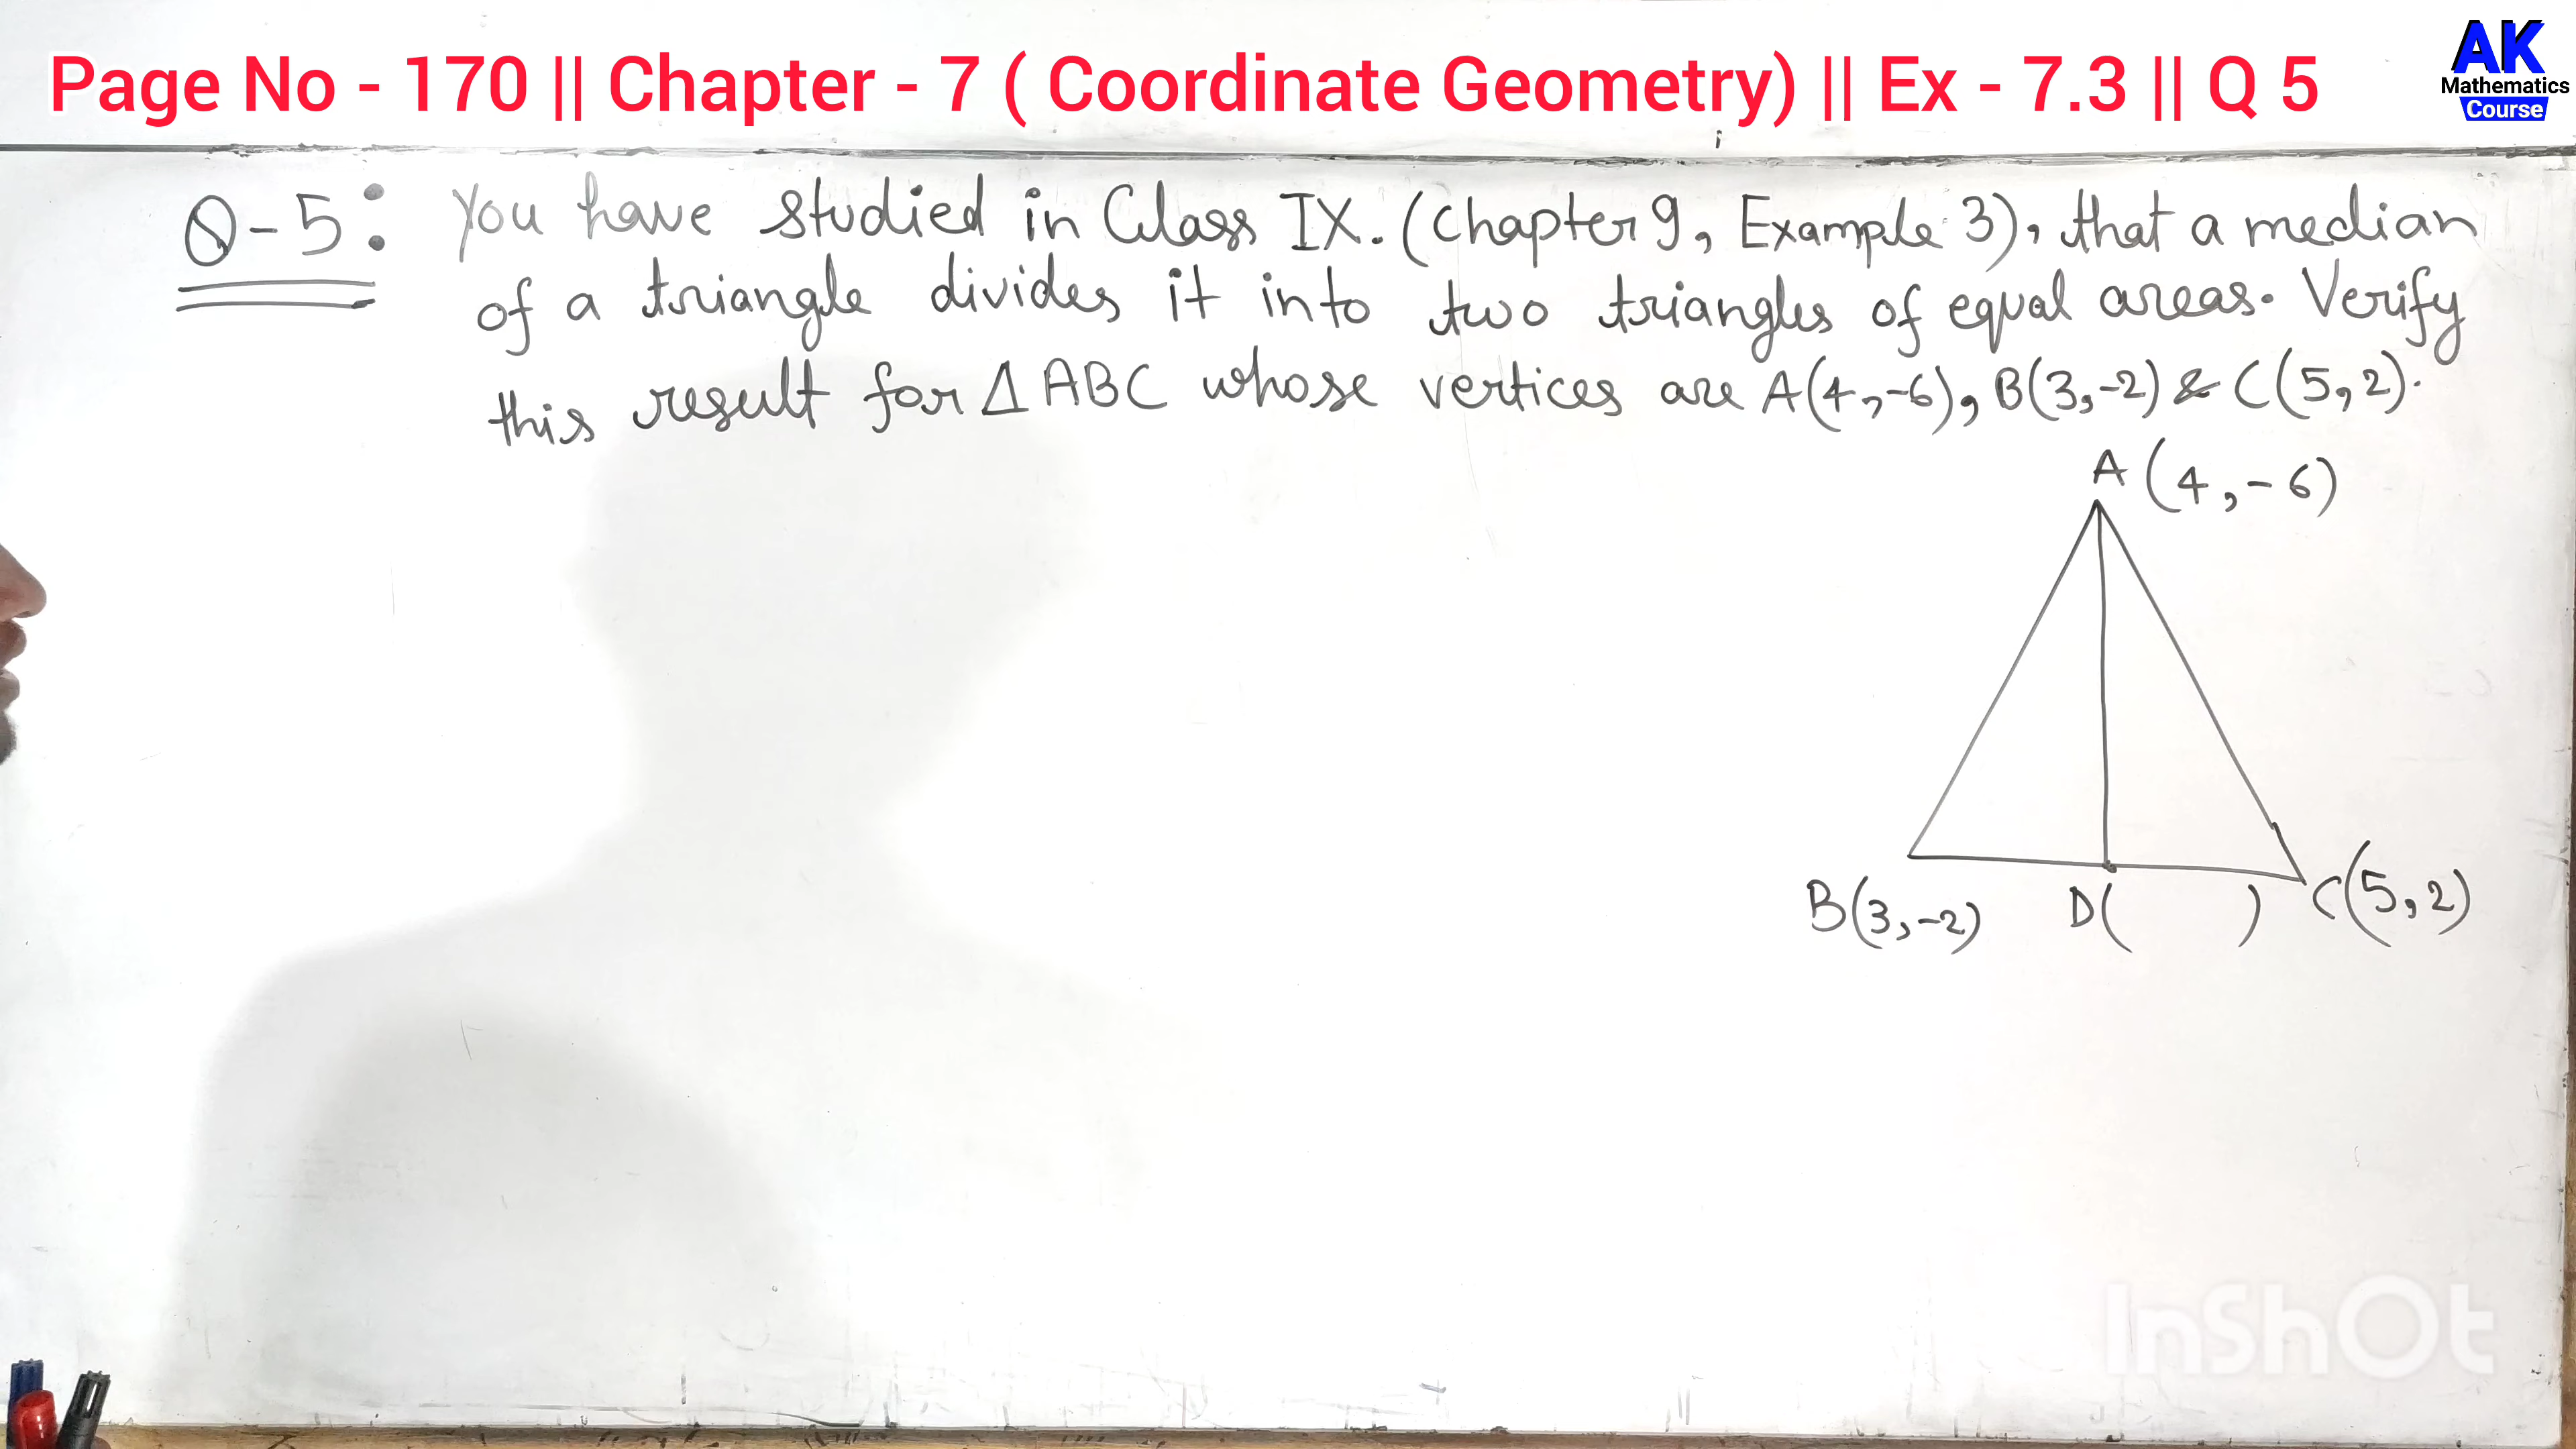 Page No - 170 || Chapter - 7 ( Coordinate Geometry) || Ex - 7.3 || Q 5
AK
Mathematics
Course
Q-5: You have studied in Class IX. (Chapter 9, Example 3), that a median
of a triangle divides it into two triangles of equal areas. Verify
this result for △ ABC whose vertices are A(4,-6), B(3,-2) & C(5,2).
A (4,-6)
B(3,-2) D( ) C(5,2)
InShOt